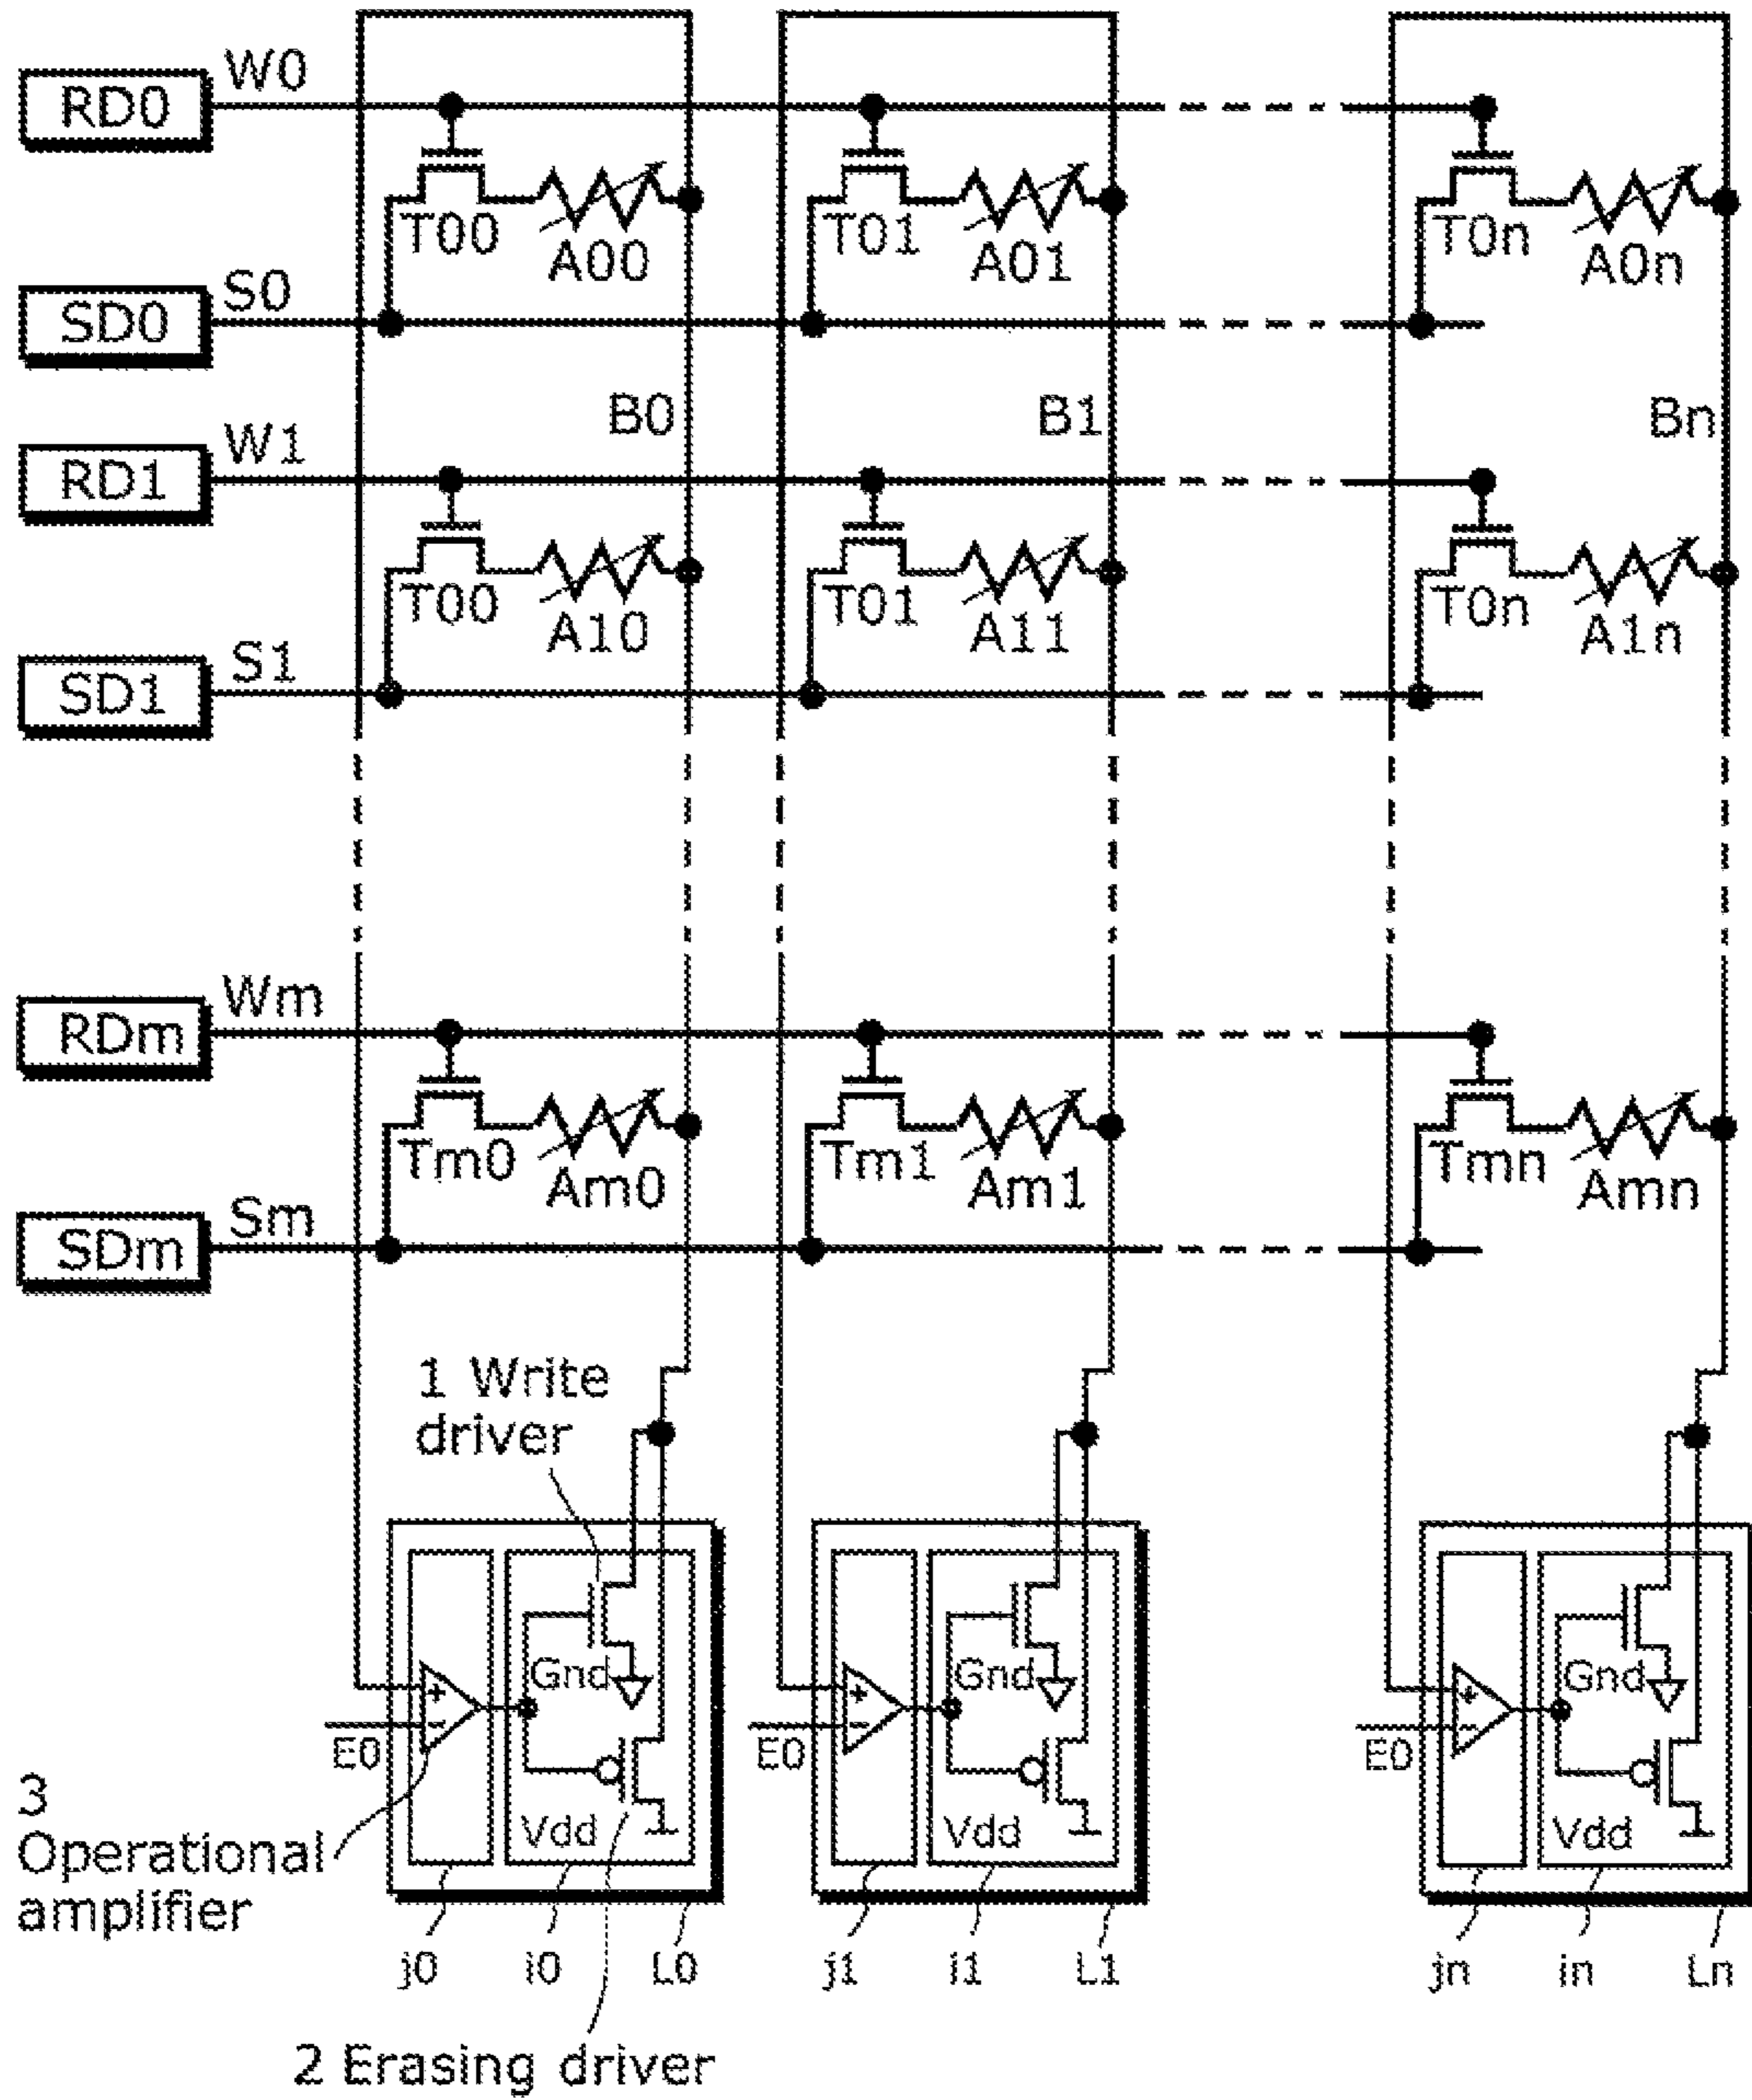 W0
RD0
T00 T01 T0n
A00 A01 A0n
S0
SD0
B0 B1 Bn
W1
RD1
T00 T01 T0n
A10 A11 A1n
S1
SD1
Wm
RDm
Tm0 Tm1 Tmn
Am0 Am1 Amn
Sm
SDm
1 Write
driver
Gnd Gnd Gnd
+ + +
− − −
E0 E0 E0
3
Operational
amplifier
Vdd Vdd Vdd
j0 i0 L0 j1 i1 L1 jn in Ln
2 Erasing driver